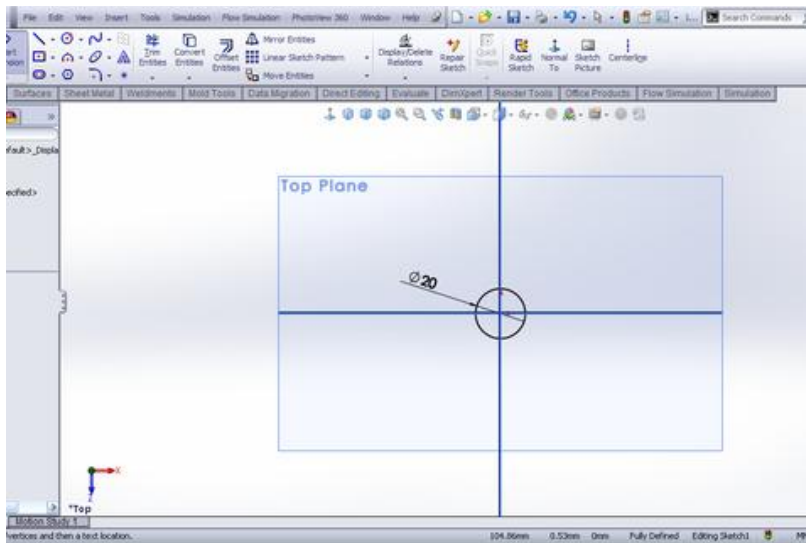 File Edit View Insert Tools Simulation Flow Simulation PhotoView 360 Window Help Search Commands
Trim Entities
Convert Entities
Offset Entities
Mirror Entities
Linear Sketch Pattern
Move Entities
Display/Delete Relations
Repair Sketch
Quick Snaps
Rapid Sketch
Normal To
Sketch Picture
Centerline
Surfaces Sheet Metal Weldments Mold Tools Data Migration Direct Editing Evaluate DimXpert Render Tools Office Products Flow Simulation Simulation
efault>_Displa
Top Plane
ecified>
Ø20
X
Z
*Top
Motion Study 1
vertices and then a text location. 104.86mm 0.53mm 0mm Fully Defined Editing Sketch1